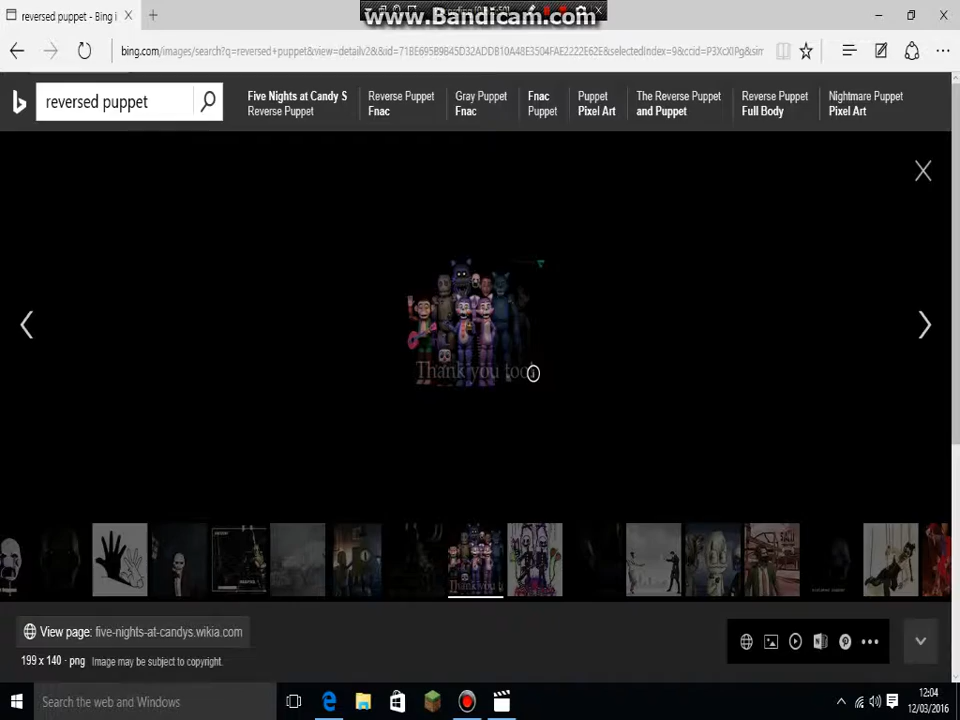 reversed puppet - Bing i
www.Bandicam.com
bing.com/images/search?q=reversed+puppet&view=detailv2&&id=71BE695B9845D32ADDB10A48E3504FAE2222E62E&selectedIndex=9&ccid=P3XcXIPg&sim
reversed puppet
Five Nights at Candy S
Reverse Puppet
Reverse Puppet
Fnac
Gray Puppet
Fnac
Fnac
Puppet
Puppet
Pixel Art
The Reverse Puppet
and Puppet
Reverse Puppet
Full Body
Nightmare Puppet
Pixel Art
Thank you too
View page: five-nights-at-candys.wikia.com
199 x 140 · png Image may be subject to copyright.
Search the web and Windows
12:04
12/03/2016